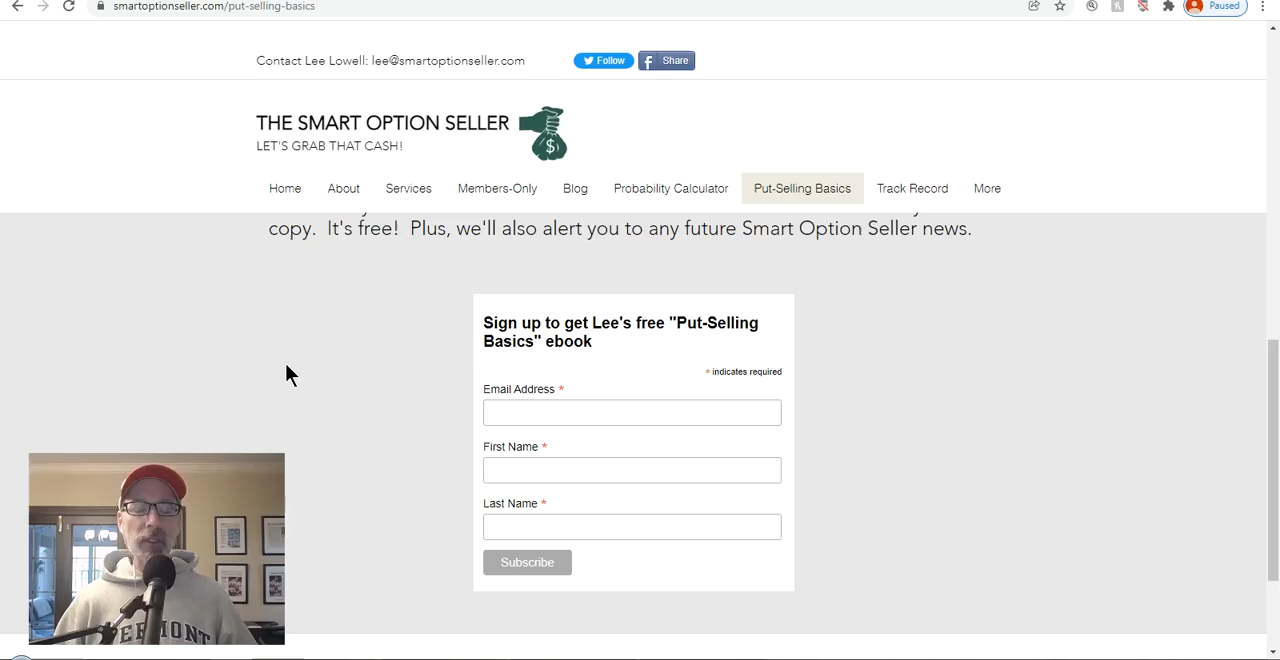 smartoptionseller.com/put-selling-basics
Paused
Contact Lee Lowell: lee@smartoptionseller.com
Follow
Share
THE SMART OPTION SELLER
LET'S GRAB THAT CASH!
$
Home About Services Members-Only Blog Probability Calculator Put-Selling Basics Track Record More
copy. It's free! Plus, we'll also alert you to any future Smart Option Seller news.
Sign up to get Lee's free "Put-Selling
Basics" ebook
* indicates required
Email Address *
First Name *
Last Name *
Subscribe